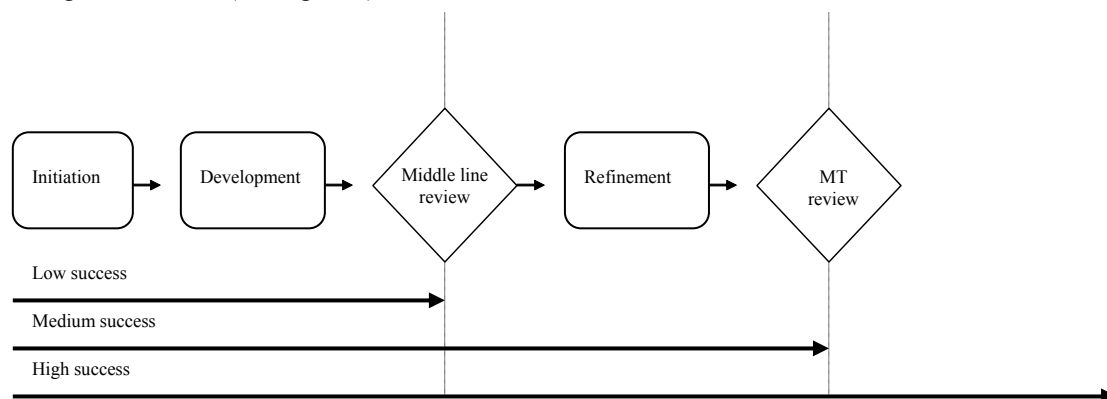 Initiation
Development
Middle line
review
Refinement
MT
review
Low success
Medium success
High success